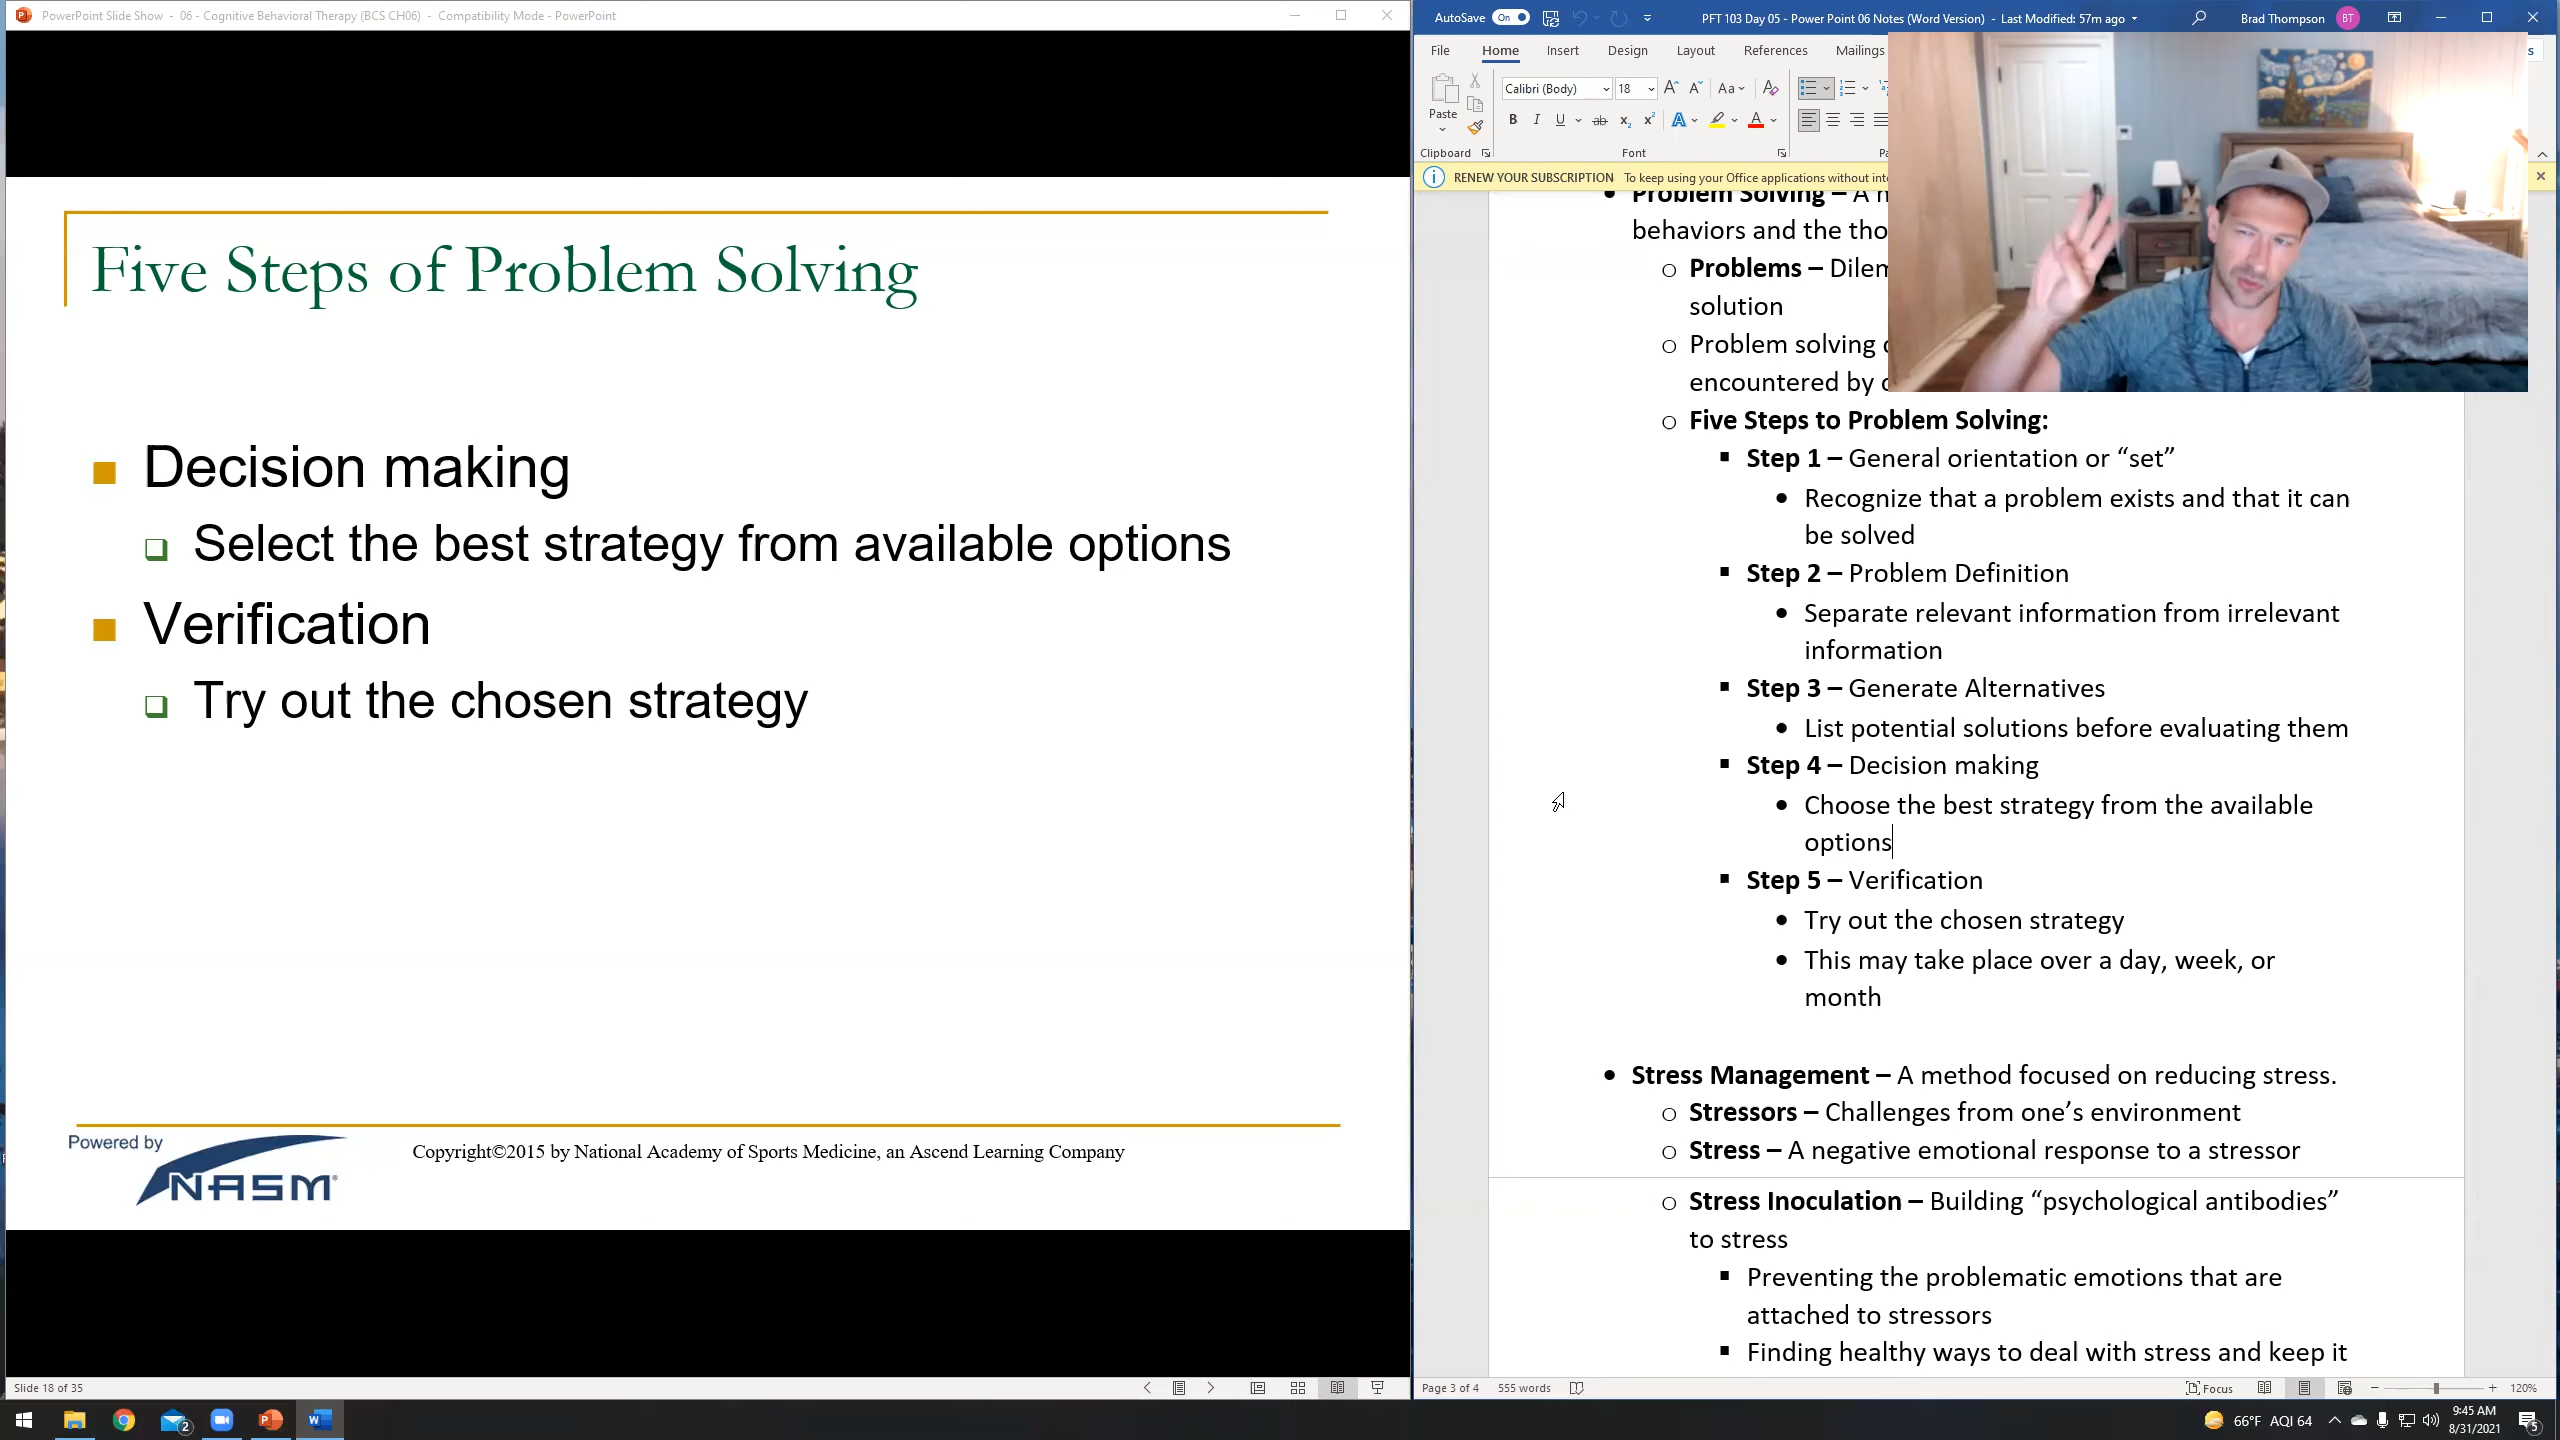 PowerPoint Slide Show - 06 - Cognitive Behavioral Therapy (BCS CH06) - Compatibility Mode - PowerPoint
Five Steps of Problem Solving
Decision making
Select the best strategy from available options
Verification
Try out the chosen strategy
Powered by
NASM
Copyright©2015 by National Academy of Sports Medicine, an Ascend Learning Company
Slide 18 of 35
AutoSave On
PFT 103 Day 05 - Power Point 06 Notes (Word Version) - Last Modified: 57m ago
Brad Thompson BT
File Home Insert Design Layout References Mailings
Calibri (Body) 18
Paste
Clipboard Font
RENEW YOUR SUBSCRIPTION To keep using your Office applications without
Problem Solving – A
behaviors and the
Problems –
solution
Problem solving
encountered by
Five Steps to Problem Solving:
Step 1 – General orientation or “set”
Recognize that a problem exists and that it can
be solved
Step 2 – Problem Definition
Separate relevant information from irrelevant
information
Step 3 – Generate Alternatives
List potential solutions before evaluating them
Step 4 – Decision making
Choose the best strategy from the available
options
Step 5 – Verification
Try out the chosen strategy
This may take place over a day, week, or
month
Stress Management – A method focused on reducing stress.
Stressors – Challenges from one’s environment
Stress – A negative emotional response to a stressor
Stress Inoculation – Building “psychological antibodies”
to stress
Preventing the problematic emotions that are
attached to stressors
Finding healthy ways to deal with stress and keep it
Page 3 of 4 555 words
Focus
120%
2
66°F AQI 64
9:45 AM
8/31/2021
5